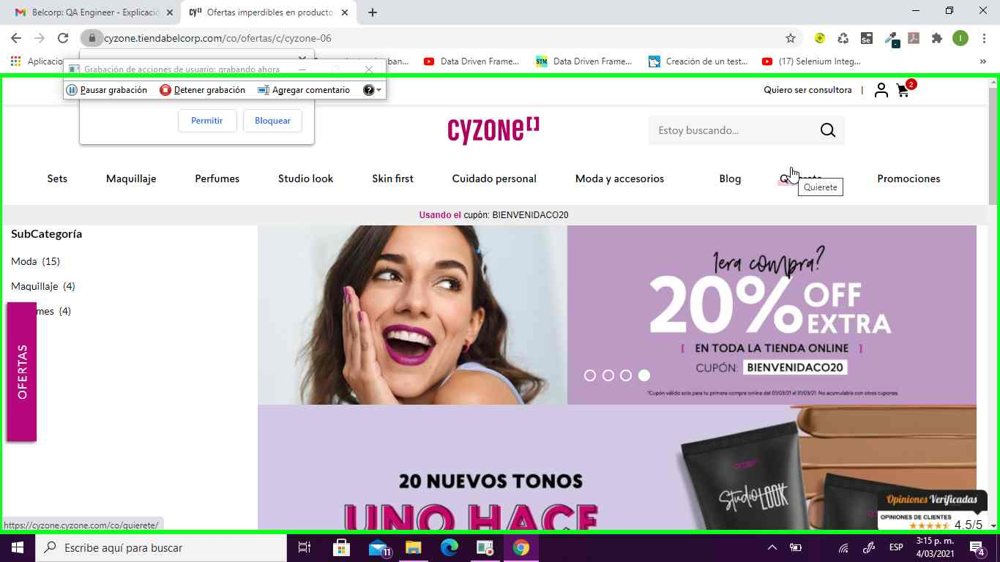 Belcorp: QA Engineer - Explicació
Ofertas imperdibles en producto
cyzone.tiendabelcorp.com/co/ofertas/c/cyzone-06
Aplicacio
ban...
Data Driven Frame...
Data Driven Frame...
Creación de un test...
(17) Selenium Integ...
Grabación de acciones de usuario: grabando ahora
Pausar grabación
Detener grabación
Agregar comentario
Permitir
Bloquear
Quiero ser consultora |
2
cyzone
Estoy buscando...
Sets
Maquillaje
Perfumes
Studio look
Skin first
Cuidado personal
Moda y accesorios
Blog
Promociones
Quierete
Usando el cupón: BIENVENIDACO20
SubCategoría
Moda (15)
Maquillaje (4)
mes (4)
OFERTAS
1era compra?
20% OFF EXTRA
[ EN TODA LA TIENDA ONLINE ]
CUPÓN: BIENVENIDACO20
*Cupón válido solo para tu primera compra online del 01/03/21 al 31/03/21. No acumulable con otros cupones.
20 NUEVOS TONOS
UNO HACE
Studio LOOK
Opiniones Verificadas
OPINIONES DE CLIENTES
4.5/5
https://cyzone.cyzone.com/co/quierete/
Escribe aquí para buscar
11
ESP
3:15 p. m.
4/03/2021
4